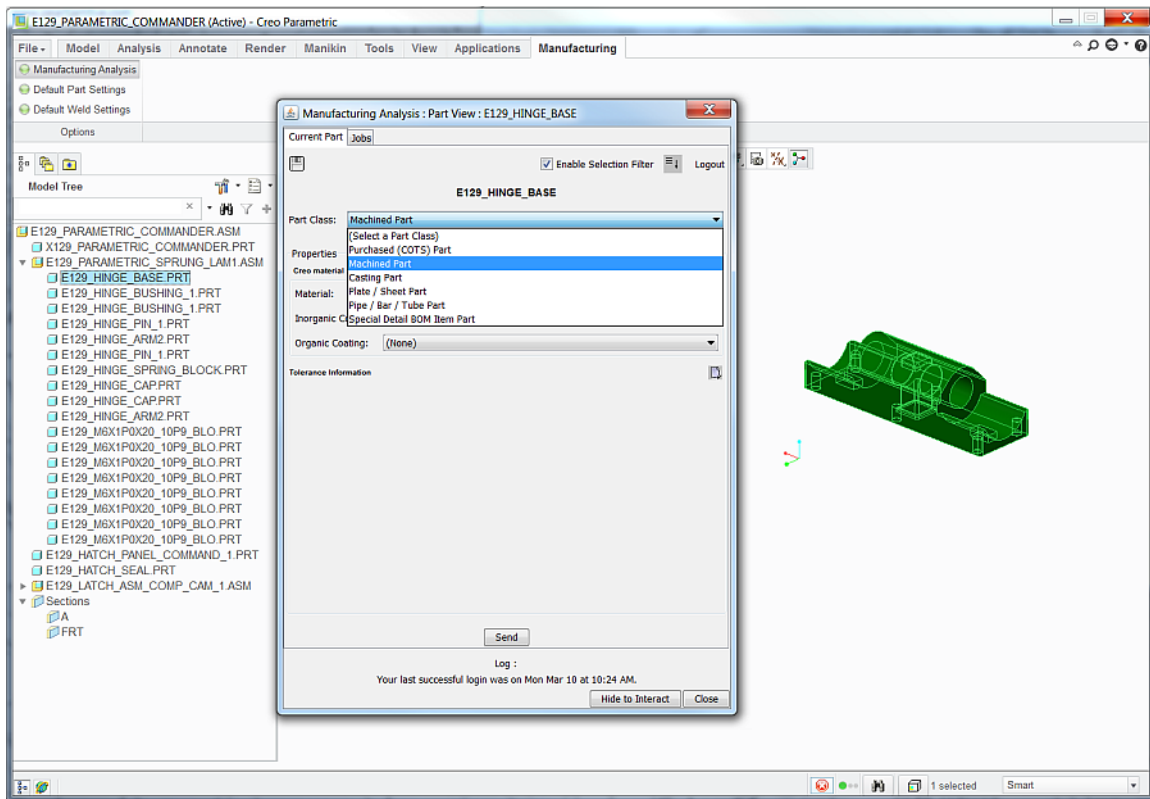 E129_PARAMETRIC_COMMANDER (Active) - Creo Parametric
File Model Analysis Annotate Render Manikin Tools View Applications Manufacturing
Manufacturing Analysis
Default Part Settings
Default Weld Settings
Options
Model Tree
E129_PARAMETRIC_COMMANDER.ASM
X129_PARAMETRIC_COMMANDER.PRT
E129_PARAMETRIC_SPRUNG_LAM1.ASM
E129_HINGE_BASE.PRT
E129_HINGE_BUSHING_1.PRT
E129_HINGE_BUSHING_1.PRT
E129_HINGE_PIN_1.PRT
E129_HINGE_ARM2.PRT
E129_HINGE_PIN_1.PRT
E129_HINGE_SPRING_BLOCK.PRT
E129_HINGE_CAP.PRT
E129_HINGE_CAP.PRT
E129_HINGE_ARM2.PRT
E129_M6X1P0X20_10P9_BLO.PRT
E129_M6X1P0X20_10P9_BLO.PRT
E129_M6X1P0X20_10P9_BLO.PRT
E129_M6X1P0X20_10P9_BLO.PRT
E129_M6X1P0X20_10P9_BLO.PRT
E129_M6X1P0X20_10P9_BLO.PRT
E129_M6X1P0X20_10P9_BLO.PRT
E129_M6X1P0X20_10P9_BLO.PRT
E129_HATCH_PANEL_COMMAND_1.PRT
E129_HATCH_SEAL.PRT
E129_LATCH_ASM_COMP_CAM_1.ASM
Sections
A
FRT
Manufacturing Analysis : Part View : E129_HINGE_BASE
Current Part Jobs
Enable Selection Filter Logout
E129_HINGE_BASE
Part Class: Machined Part
(Select a Part Class)
Purchased (COTS) Part
Machined Part
Casting Part
Plate / Sheet Part
Pipe / Bar / Tube Part
Special Detail BOM Item Part
Properties
Creo material
Material:
Inorganic C
Organic Coating: (None)
Tolerance Information
Send
Log :
Your last successful login was on Mon Mar 10 at 10:24 AM.
Hide to Interact Close
1 selected Smart